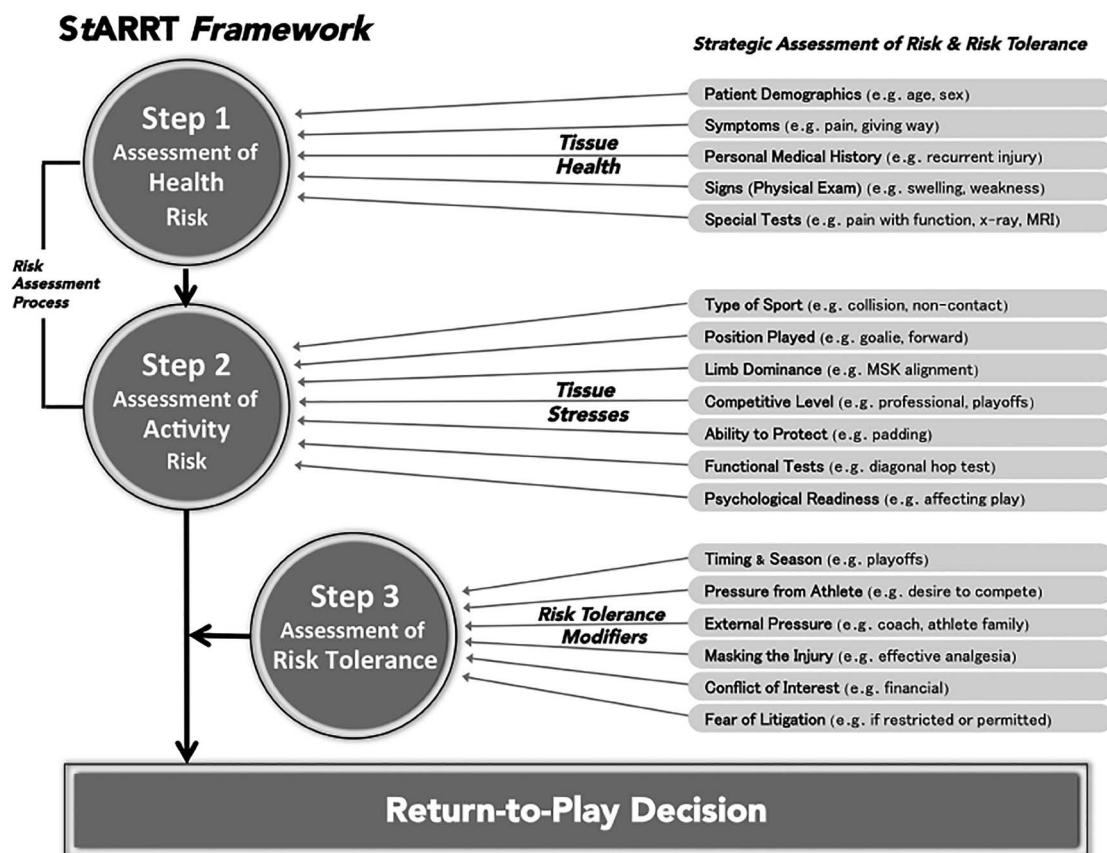 StARRT Framework
Strategic Assessment of Risk & Risk Tolerance
Step 1
Assessment of
Health
Risk
Tissue
Health
Patient Demographics (e.g. age, sex)
Symptoms (e.g. pain, giving way)
Personal Medical History (e.g. recurrent injury)
Signs (Physical Exam) (e.g. swelling, weakness)
Special Tests (e.g. pain with function, x-ray, MRI)
Risk
Assessment
Process
Step 2
Assessment of
Activity
Risk
Tissue
Stresses
Type of Sport (e.g. collision, non-contact)
Position Played (e.g. goalie, forward)
Limb Dominance (e.g. MSK alignment)
Competitive Level (e.g. professional, playoffs)
Ability to Protect (e.g. padding)
Functional Tests (e.g. diagonal hop test)
Psychological Readiness (e.g. affecting play)
Step 3
Assessment of
Risk Tolerance
Risk Tolerance
Modifiers
Timing & Season (e.g. playoffs)
Pressure from Athlete (e.g. desire to compete)
External Pressure (e.g. coach, athlete family)
Masking the Injury (e.g. effective analgesia)
Conflict of Interest (e.g. financial)
Fear of Litigation (e.g. if restricted or permitted)
Return-to-Play Decision